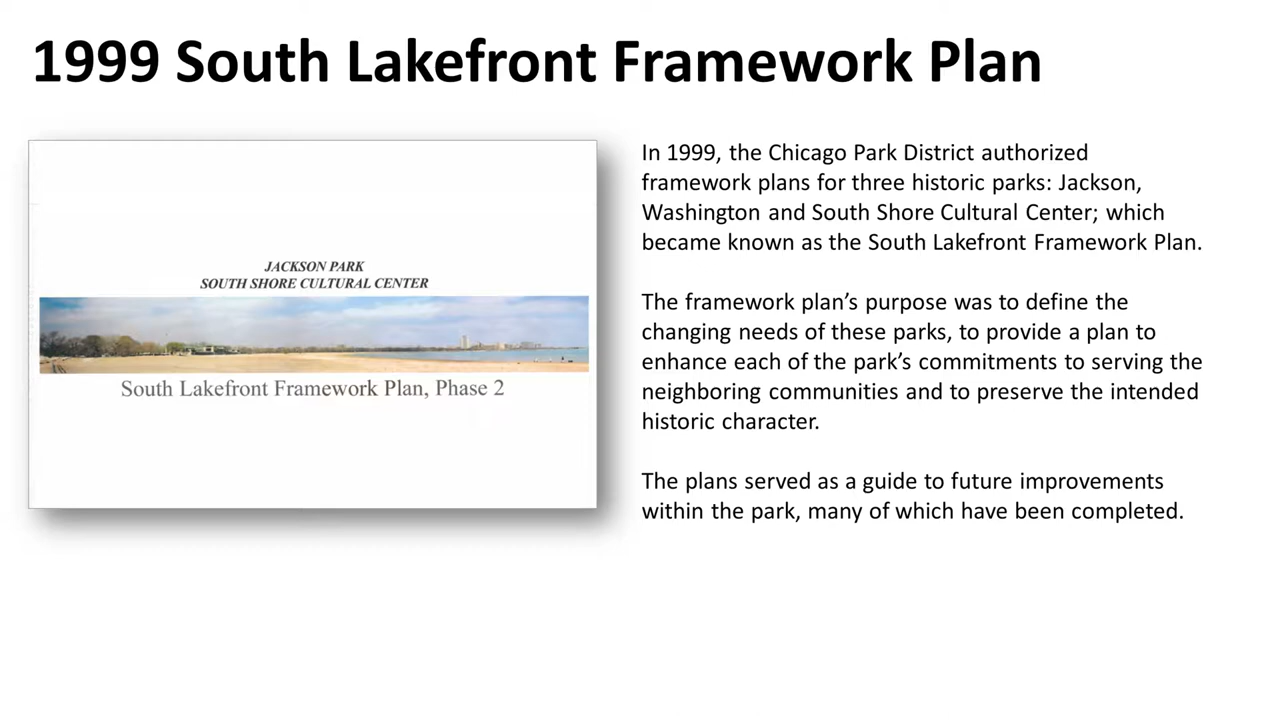 1999 South Lakefront Framework Plan
JACKSON PARK
SOUTH SHORE CULTURAL CENTER
South Lakefront Framework Plan, Phase 2
In 1999, the Chicago Park District authorized
framework plans for three historic parks: Jackson,
Washington and South Shore Cultural Center; which
became known as the South Lakefront Framework Plan.
The framework plan’s purpose was to define the
changing needs of these parks, to provide a plan to
enhance each of the park’s commitments to serving the
neighboring communities and to preserve the intended
historic character.
The plans served as a guide to future improvements
within the park, many of which have been completed.